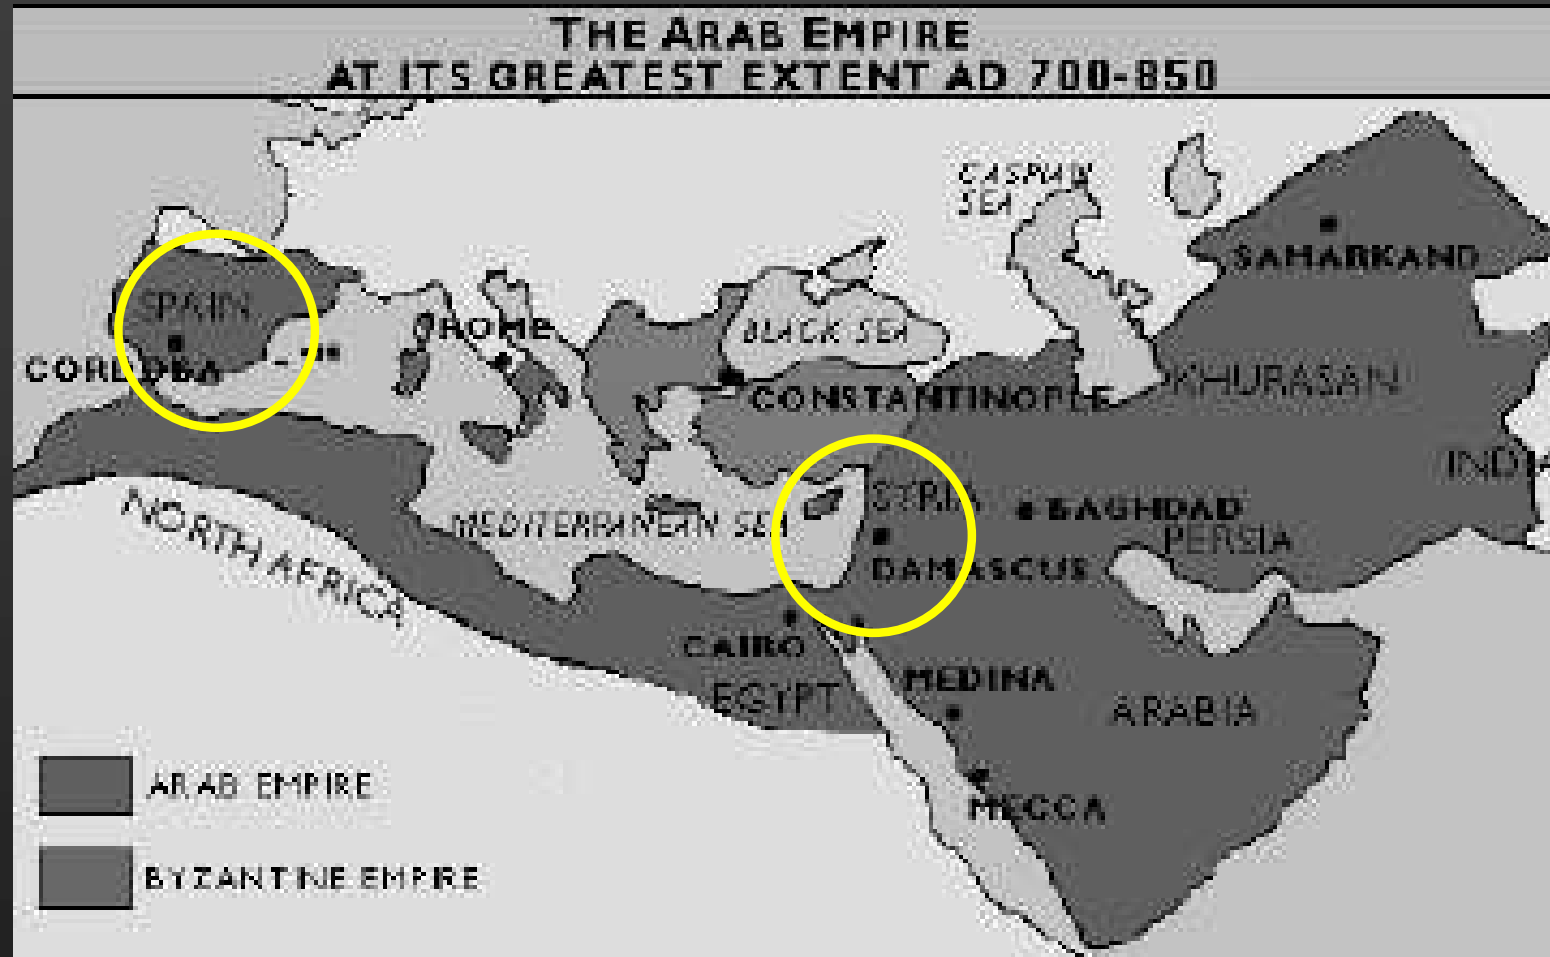 THE ARAB EMPIRE
AT ITS GREATEST EXTENT AD 700-850
CASPIAN
SEA
SAMARKAND
SPAIN
ROME
BLACK SEA
CORDOBA
CONSTANTINOPLE
KHURASAN
INDIA
SYRIA
BAGHDAD
MEDITERRANEAN SEA
PERSIA
NORTH AFRICA
DAMASCUS
CAIRO
MEDINA
EGYPT
ARABIA
ARAB EMPIRE
MECCA
BYZANTINE EMPIRE